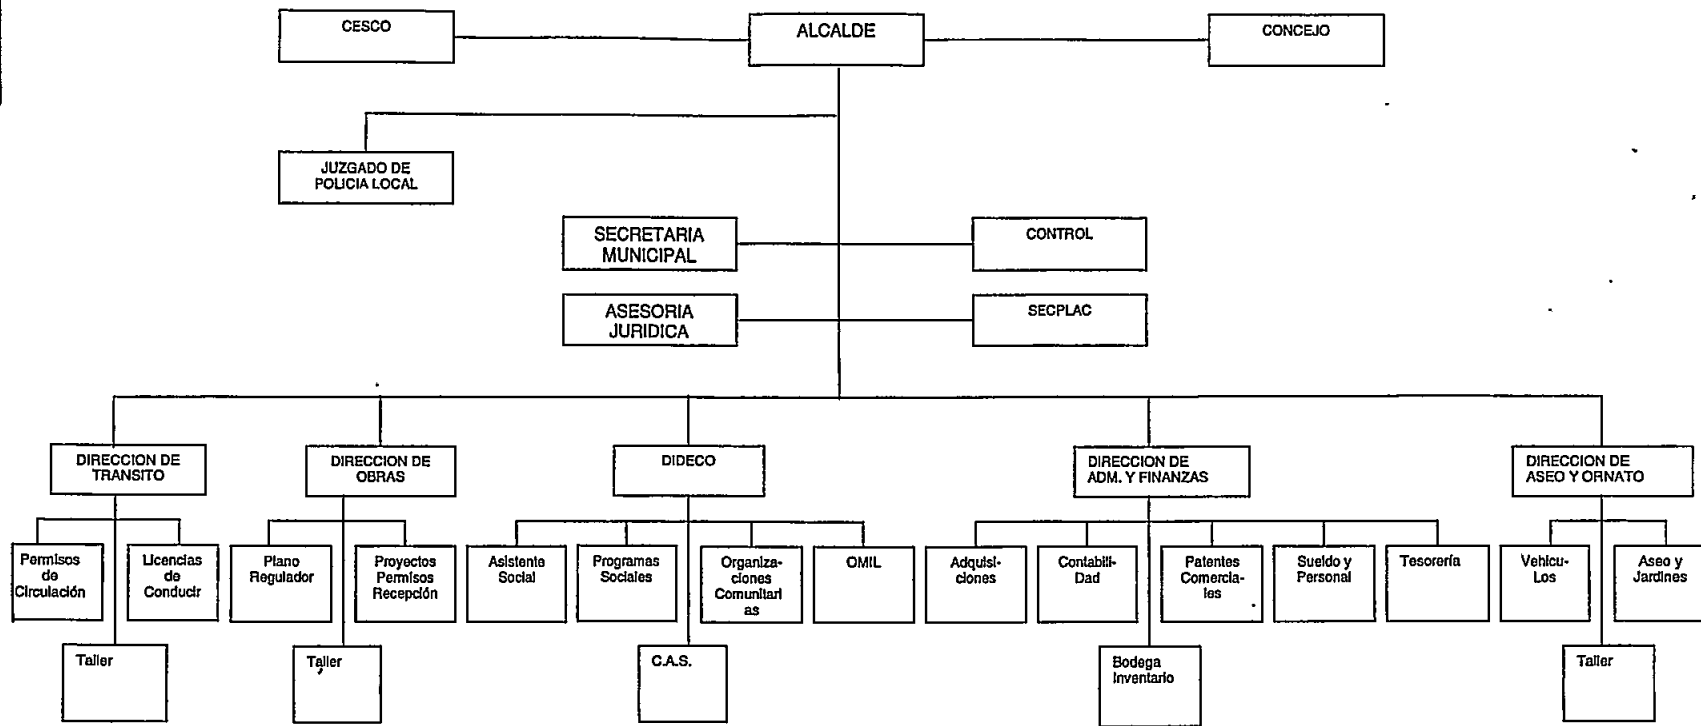 CESCO
ALCALDE
CONCEJO
JUZGADO DE
POLICIA LOCAL
SECRETARIA
MUNICIPAL
CONTROL
ASESORIA
JURIDICA
SECPLAC
DIRECCION DE
TRANSITO
DIRECCION DE
OBRAS
DIDECO
DIRECCION DE
ADM. Y FINANZAS
DIRECCION DE
ASEO Y ORNATO
Permisos
de
Circulación
Licencias
de
Conducir
Plano
Regulador
Proyectos
Permisos
Recepción
Asistente
Social
Programas
Sociales
Organiza-
ciones
Comunitari
as
OMIL
Adquisi-
ciones
Contabili-
Dad
Patentes
Comercia-
les
Sueldo y
Personal
Tesorería
Vehicu-
Los
Aseo y
Jardines
Taller
Taller
C.A.S.
Bodega
Inventario
Taller